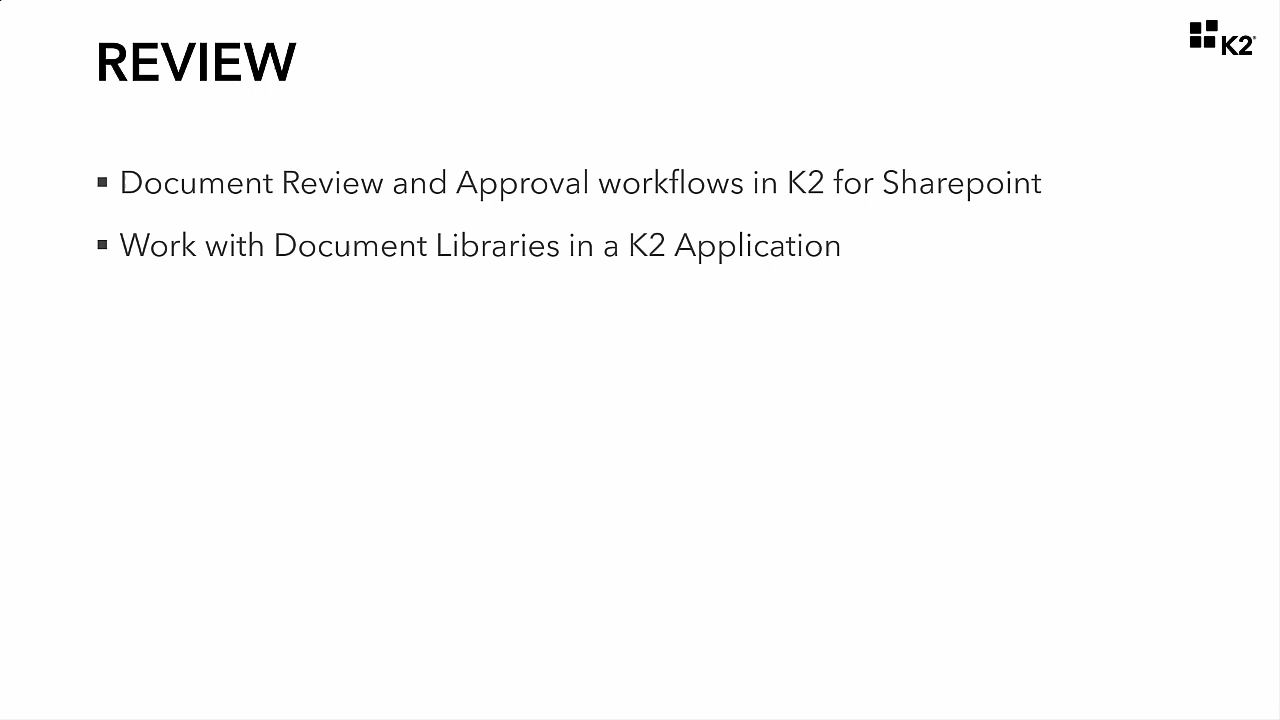 REVIEW
K2
Document Review and Approval workflows in K2 for Sharepoint
Work with Document Libraries in a K2 Application